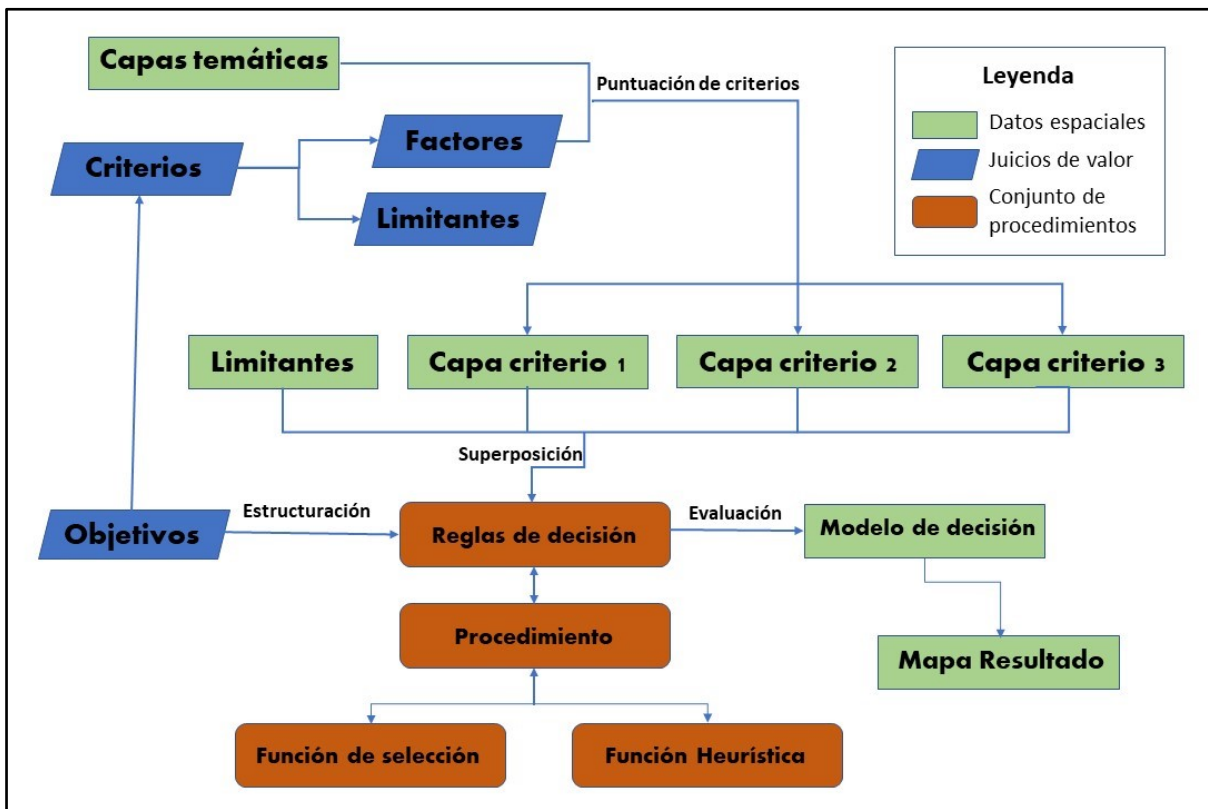 Capas temáticas
Puntuación de criterios
Leyenda
Datos espaciales
Juicios de valor
Conjunto de
procedimientos
Factores
Criterios
Limitantes
Limitantes
Capa criterio 1
Capa criterio 2
Capa criterio 3
Superposición
Objetivos
Estructuración
Reglas de decisión
Evaluación
Modelo de decisión
Procedimiento
Mapa Resultado
Función de selección
Función Heurística